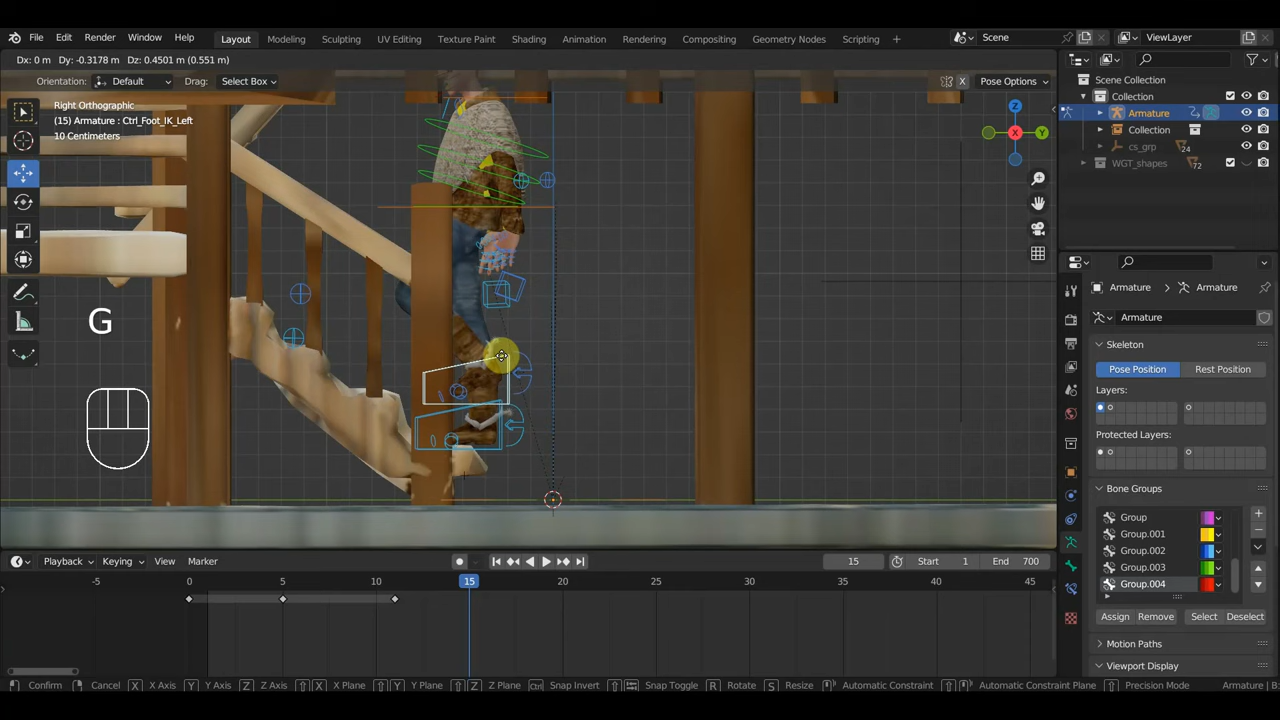 File Edit Render Window Help Layout Modeling Sculpting UV Editing Texture Paint Shading Animation Rendering Compositing Geometry Nodes Scripting + Scene ViewLayer
Dx: 0 m Dy: -0.3178 m Dz: 0.4501 m (0.551 m)
Orientation: Default Drag: Select Box X Pose Options
Right Orthographic
(15) Armature : Ctrl_Foot_IK_Left
10 Centimeters
Z
Y
X
G
Scene Collection
Collection
Armature
Collection
cs_grp 24
WGT_shapes 72
Armature > Armature
Armature
Skeleton
Pose Position Rest Position
Layers:
Protected Layers:
Bone Groups
Group
Group.001
Group.002
Group.003
Group.004
Assign Remove Select Deselect
Motion Paths
Viewport Display
Playback Keying View Marker 15 Start 1 End 700
-5 0 5 10 15 20 25 30 35 40 45
Confirm Cancel X X Axis Y Y Axis Z Z Axis X X Plane Y Y Plane Z Z Plane Ctrl Snap Invert Snap Toggle R Rotate S Resize Automatic Constraint Automatic Constraint Plane Precision Mode Armature | B: